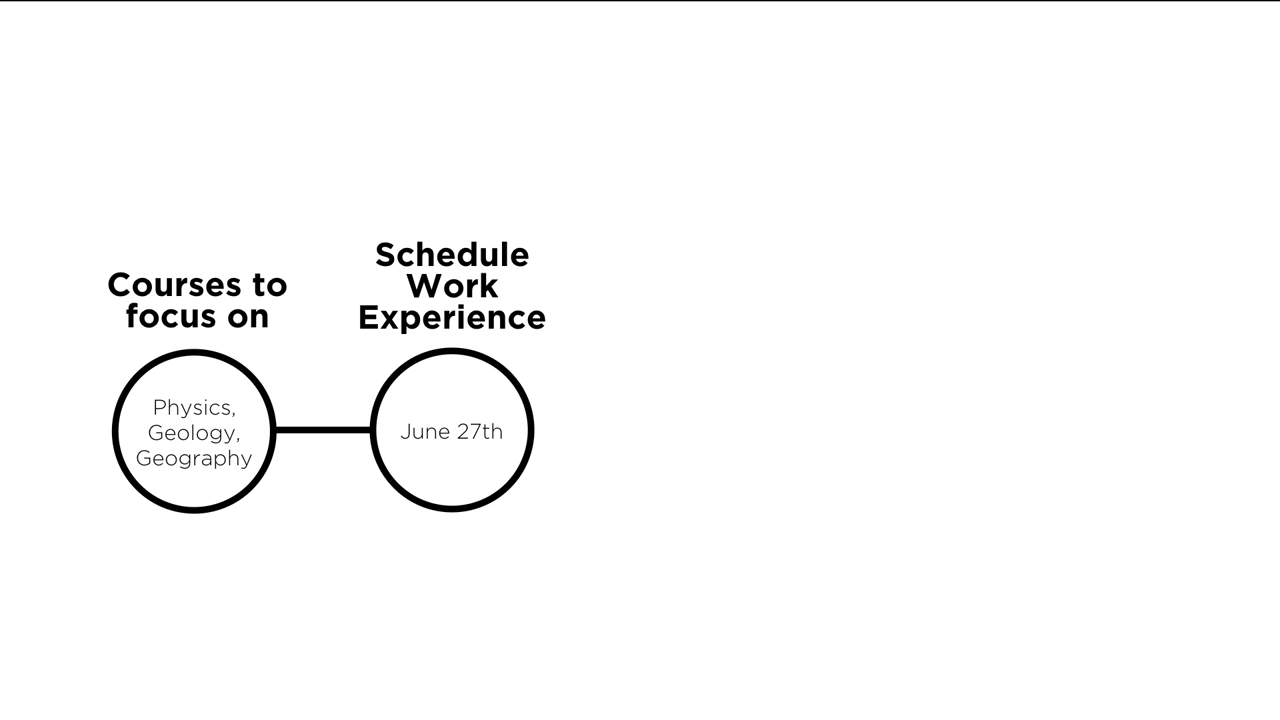 Courses to
focus on
Physics,
Geology,
Geography
Schedule
Work
Experience
June 27th